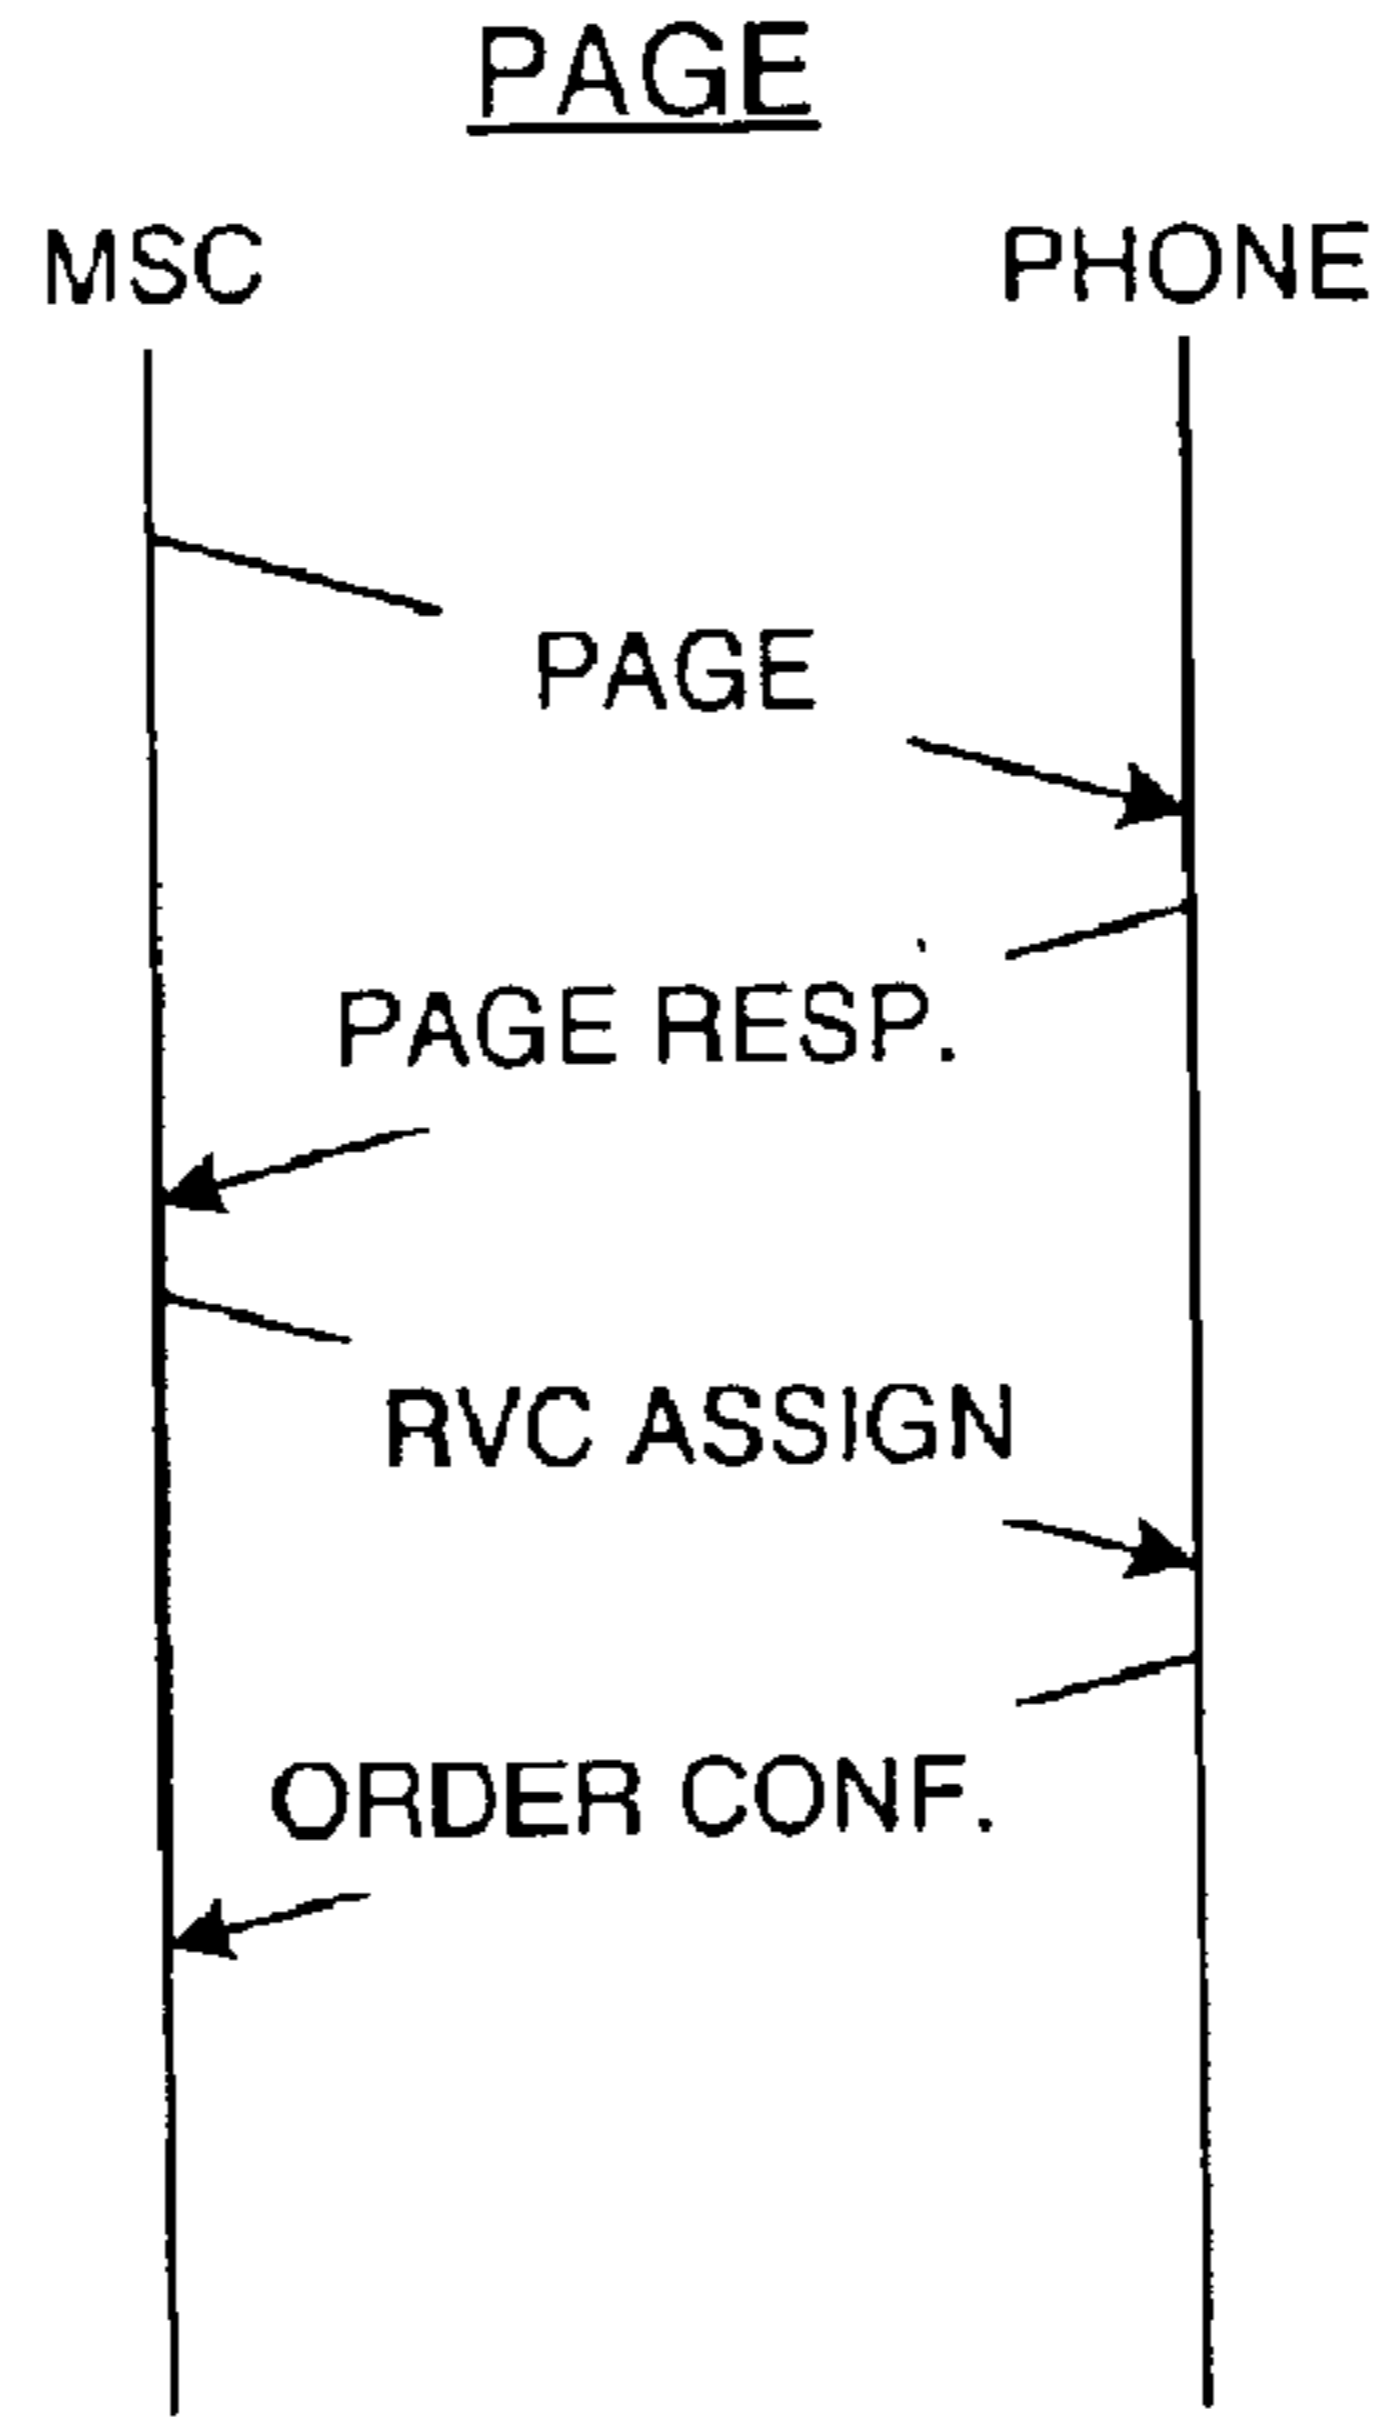 PAGE
MSC PHONE
PAGE
PAGE RESP.
RVC ASSIGN
ORDER CONF.